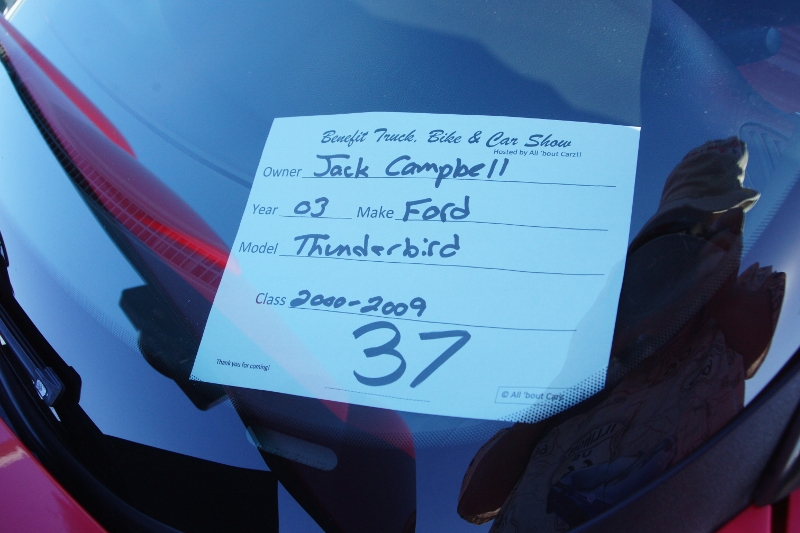 Benefit Truck, Bike & Car Show
Hosted by All 'bout Carz!!
Owner Jack Campbell
Year 03 Make Ford
Model Thunderbird
Class 2000-2009
37
Thank you for coming!
© All 'bout Carz